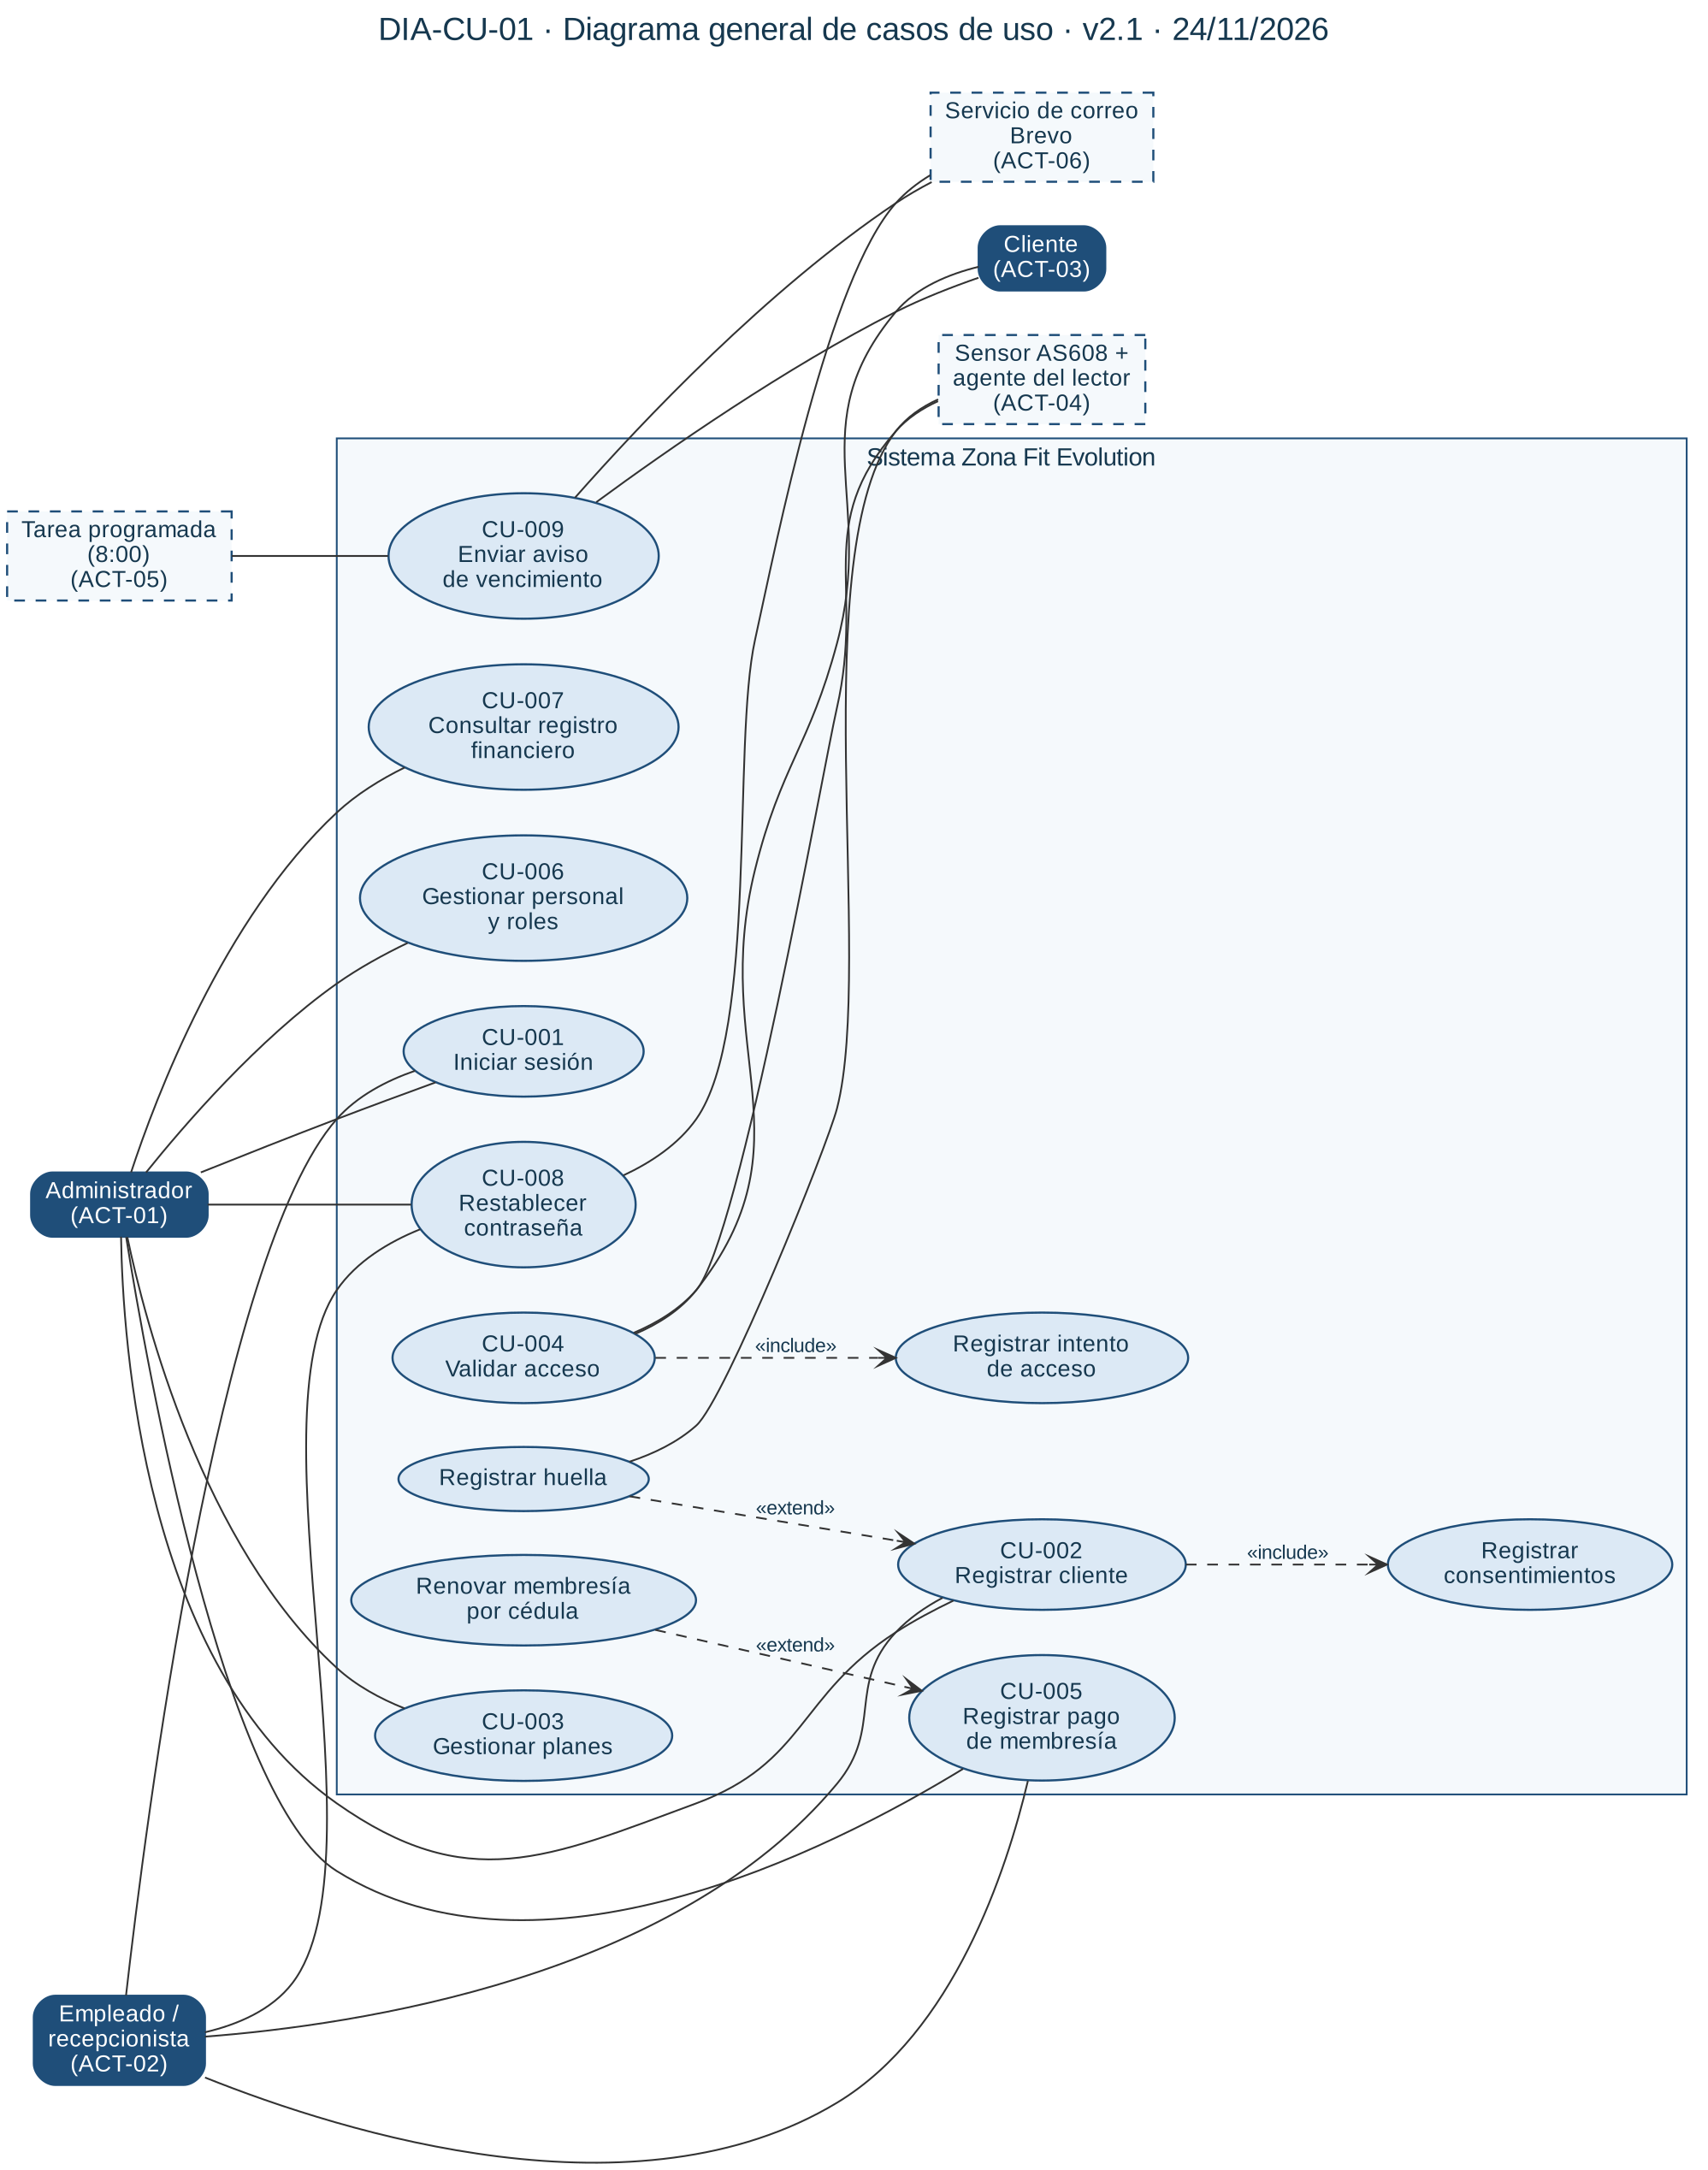 DIA-CU-01 · Diagrama general de casos de uso · v2.1 · 24/11/2026
Servicio de correo
Brevo
(ACT-06)
Cliente
(ACT-03)
Sensor AS608 +
agente del lector
(ACT-04)
Sistema Zona Fit Evolution
Tarea programada
(8:00)
(ACT-05)
CU-009
Enviar aviso
de vencimiento
CU-007
Consultar registro
financiero
CU-006
Gestionar personal
y roles
CU-001
Iniciar sesión
Administrador
(ACT-01)
CU-008
Restablecer
contraseña
CU-004
Validar acceso
«include»
Registrar intento
de acceso
Registrar huella
«extend»
CU-002
Registrar cliente
«include»
Registrar
consentimientos
Renovar membresía
por cédula
«extend»
CU-005
Registrar pago
de membresía
CU-003
Gestionar planes
Empleado /
recepcionista
(ACT-02)